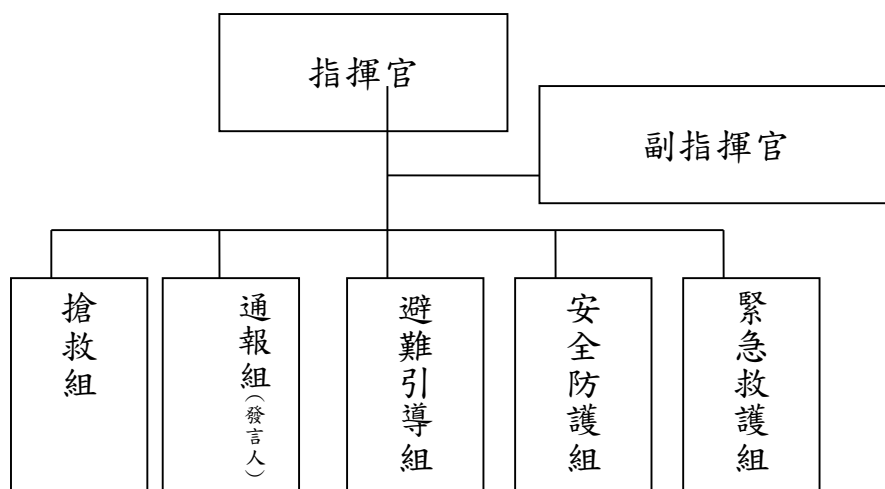 指揮官
副指揮官
搶救組
通報組（發言人）
避難引導組
安全防護組
緊急救護組